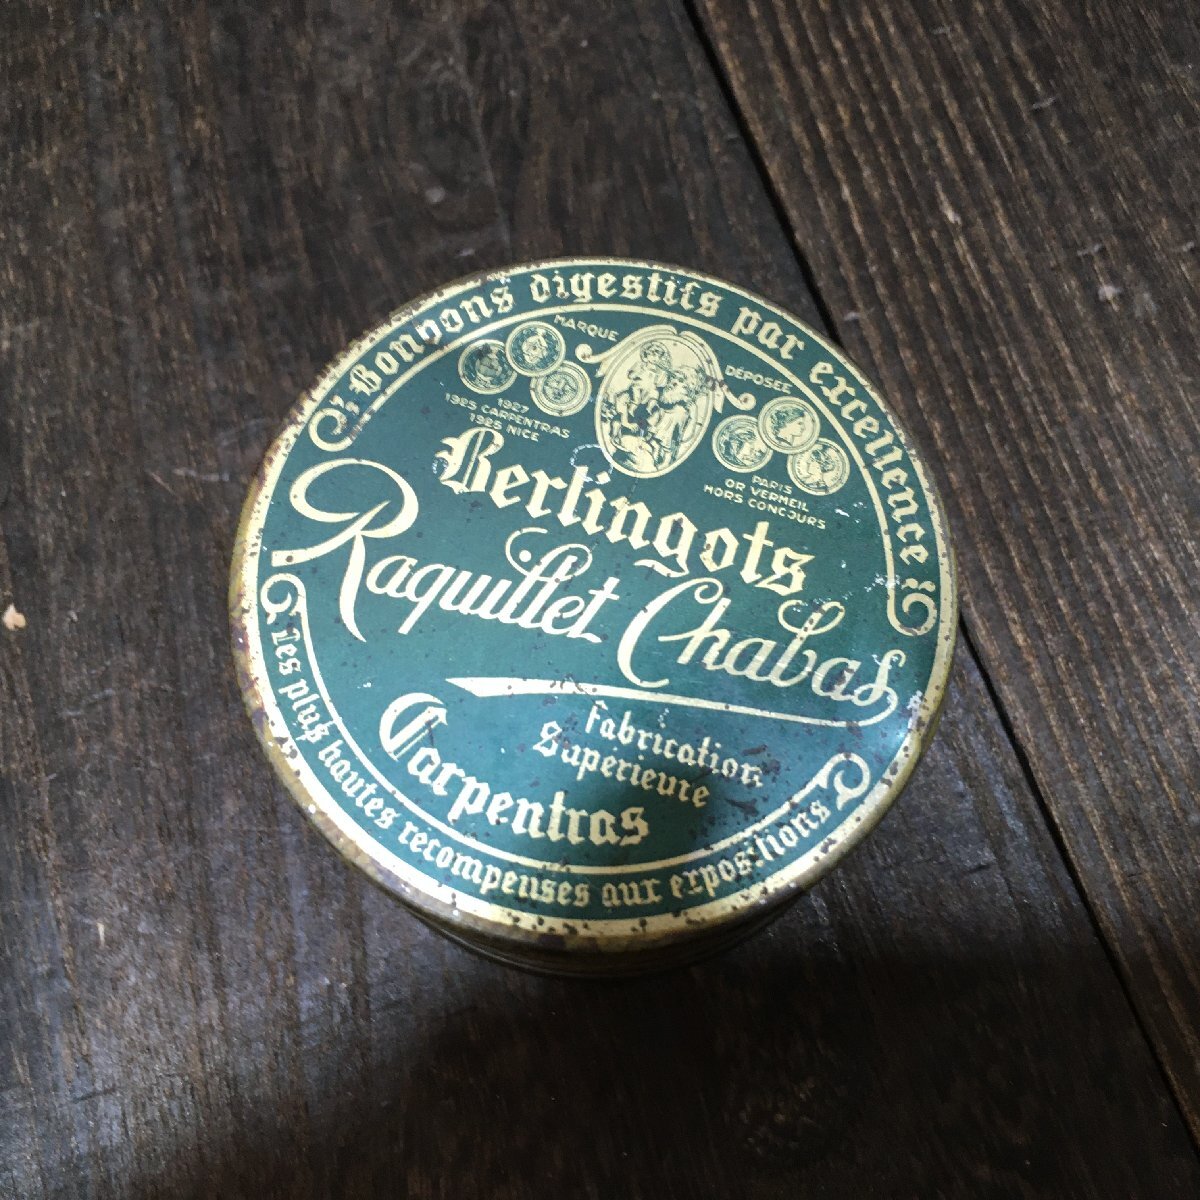 Bonbons digestifs par excellence
MARQUE DÉPOSÉE
1927
1925 CARPENTRAS
1925 NICE
PARIS
OR VERMEIL
HORS CONCOURS
Berlingots
Raquillet Chabas
Fabrication
Supérieure
Carpentras
Les plus hautes récompenses aux expositions